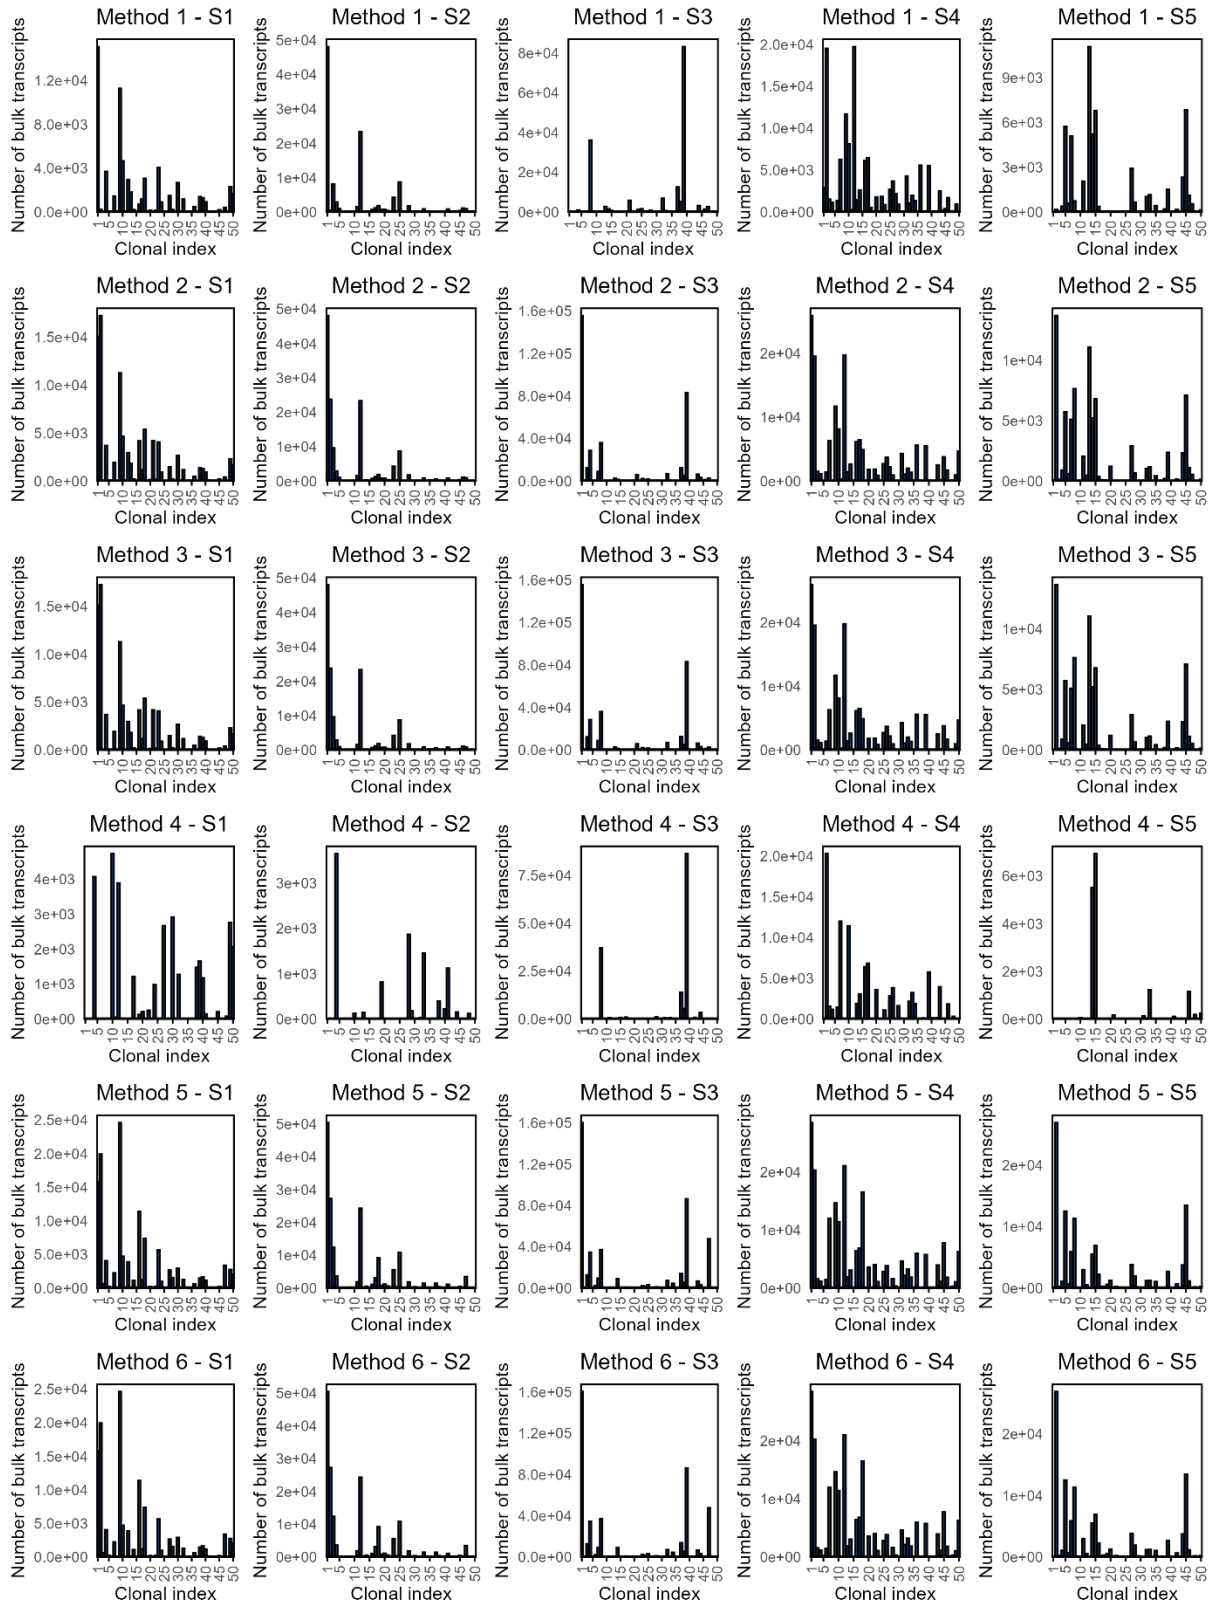 Method 1 - S1
Number of bulk transcripts
1.2e+04
8.0e+03
4.0e+03
0.0e+00
1 5 10 15 20 25 30 35 40 45 50
Clonal index
Method 1 - S2
Number of bulk transcripts
5e+04
4e+04
3e+04
2e+04
1e+04
0e+00
1 5 10 15 20 25 30 35 40 45 50
Clonal index
Method 1 - S3
Number of bulk transcripts
8e+04
6e+04
4e+04
2e+04
0e+00
1 5 10 15 20 25 30 35 40 45 50
Clonal index
Method 1 - S4
Number of bulk transcripts
2.0e+04
1.5e+04
1.0e+04
5.0e+03
0.0e+00
1 5 10 15 20 25 30 35 40 45 50
Clonal index
Method 1 - S5
Number of bulk transcripts
9e+03
6e+03
3e+03
0e+00
1 5 10 15 20 25 30 35 40 45 50
Clonal index
Method 2 - S1
Number of bulk transcripts
1.5e+04
1.0e+04
5.0e+03
0.0e+00
1 5 10 15 20 25 30 35 40 45 50
Clonal index
Method 2 - S2
Number of bulk transcripts
5e+04
4e+04
3e+04
2e+04
1e+04
0e+00
1 5 10 15 20 25 30 35 40 45 50
Clonal index
Method 2 - S3
Number of bulk transcripts
1.6e+05
1.2e+05
8.0e+04
4.0e+04
0.0e+00
1 5 10 15 20 25 30 35 40 45 50
Clonal index
Method 2 - S4
Number of bulk transcripts
2e+04
1e+04
0e+00
1 5 10 15 20 25 30 35 40 45 50
Clonal index
Method 2 - S5
Number of bulk transcripts
1e+04
5e+03
0e+00
1 5 10 15 20 25 30 35 40 45 50
Clonal index
Method 3 - S1
Number of bulk transcripts
1.5e+04
1.0e+04
5.0e+03
0.0e+00
1 5 10 15 20 25 30 35 40 45 50
Clonal index
Method 3 - S2
Number of bulk transcripts
5e+04
4e+04
3e+04
2e+04
1e+04
0e+00
1 5 10 15 20 25 30 35 40 45 50
Clonal index
Method 3 - S3
Number of bulk transcripts
1.6e+05
1.2e+05
8.0e+04
4.0e+04
0.0e+00
1 5 10 15 20 25 30 35 40 45 50
Clonal index
Method 3 - S4
Number of bulk transcripts
2e+04
1e+04
0e+00
1 5 10 15 20 25 30 35 40 45 50
Clonal index
Method 3 - S5
Number of bulk transcripts
1e+04
5e+03
0e+00
1 5 10 15 20 25 30 35 40 45 50
Clonal index
Method 4 - S1
Number of bulk transcripts
4e+03
3e+03
2e+03
1e+03
0e+00
1 5 10 15 20 25 30 35 40 45 50
Clonal index
Method 4 - S2
Number of bulk transcripts
3e+03
2e+03
1e+03
0e+00
1 5 10 15 20 25 30 35 40 45 50
Clonal index
Method 4 - S3
Number of bulk transcripts
7.5e+04
5.0e+04
2.5e+04
0.0e+00
1 5 10 15 20 25 30 35 40 45 50
Clonal index
Method 4 - S4
Number of bulk transcripts
2.0e+04
1.5e+04
1.0e+04
5.0e+03
0.0e+00
1 5 10 15 20 25 30 35 40 45 50
Clonal index
Method 4 - S5
Number of bulk transcripts
6e+03
4e+03
2e+03
0e+00
1 5 10 15 20 25 30 35 40 45 50
Clonal index
Method 5 - S1
Number of bulk transcripts
2.5e+04
2.0e+04
1.5e+04
1.0e+04
5.0e+03
0.0e+00
1 5 10 15 20 25 30 35 40 45 50
Clonal index
Method 5 - S2
Number of bulk transcripts
5e+04
4e+04
3e+04
2e+04
1e+04
0e+00
1 5 10 15 20 25 30 35 40 45 50
Clonal index
Method 5 - S3
Number of bulk transcripts
1.6e+05
1.2e+05
8.0e+04
4.0e+04
0.0e+00
1 5 10 15 20 25 30 35 40 45 50
Clonal index
Method 5 - S4
Number of bulk transcripts
2e+04
1e+04
0e+00
1 5 10 15 20 25 30 35 40 45 50
Clonal index
Method 5 - S5
Number of bulk transcripts
2e+04
1e+04
0e+00
1 5 10 15 20 25 30 35 40 45 50
Clonal index
Method 6 - S1
Number of bulk transcripts
2.5e+04
2.0e+04
1.5e+04
1.0e+04
5.0e+03
0.0e+00
1 5 10 15 20 25 30 35 40 45 50
Clonal index
Method 6 - S2
Number of bulk transcripts
5e+04
4e+04
3e+04
2e+04
1e+04
0e+00
1 5 10 15 20 25 30 35 40 45 50
Clonal index
Method 6 - S3
Number of bulk transcripts
1.6e+05
1.2e+05
8.0e+04
4.0e+04
0.0e+00
1 5 10 15 20 25 30 35 40 45 50
Clonal index
Method 6 - S4
Number of bulk transcripts
2e+04
1e+04
0e+00
1 5 10 15 20 25 30 35 40 45 50
Clonal index
Method 6 - S5
Number of bulk transcripts
2e+04
1e+04
0e+00
1 5 10 15 20 25 30 35 40 45 50
Clonal index